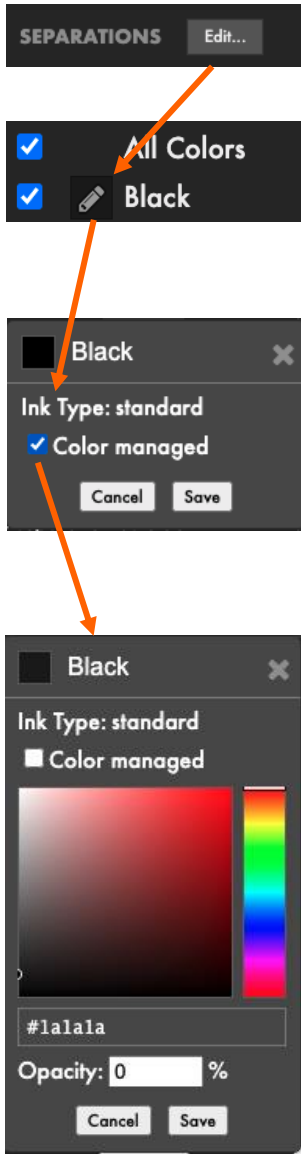 SEPARATIONS Edit...
All Colors
Black
Black
Ink Type: standard
Color managed
Cancel Save
Black
Ink Type: standard
Color managed
#1a1a1a
Opacity: 0 %
Cancel Save